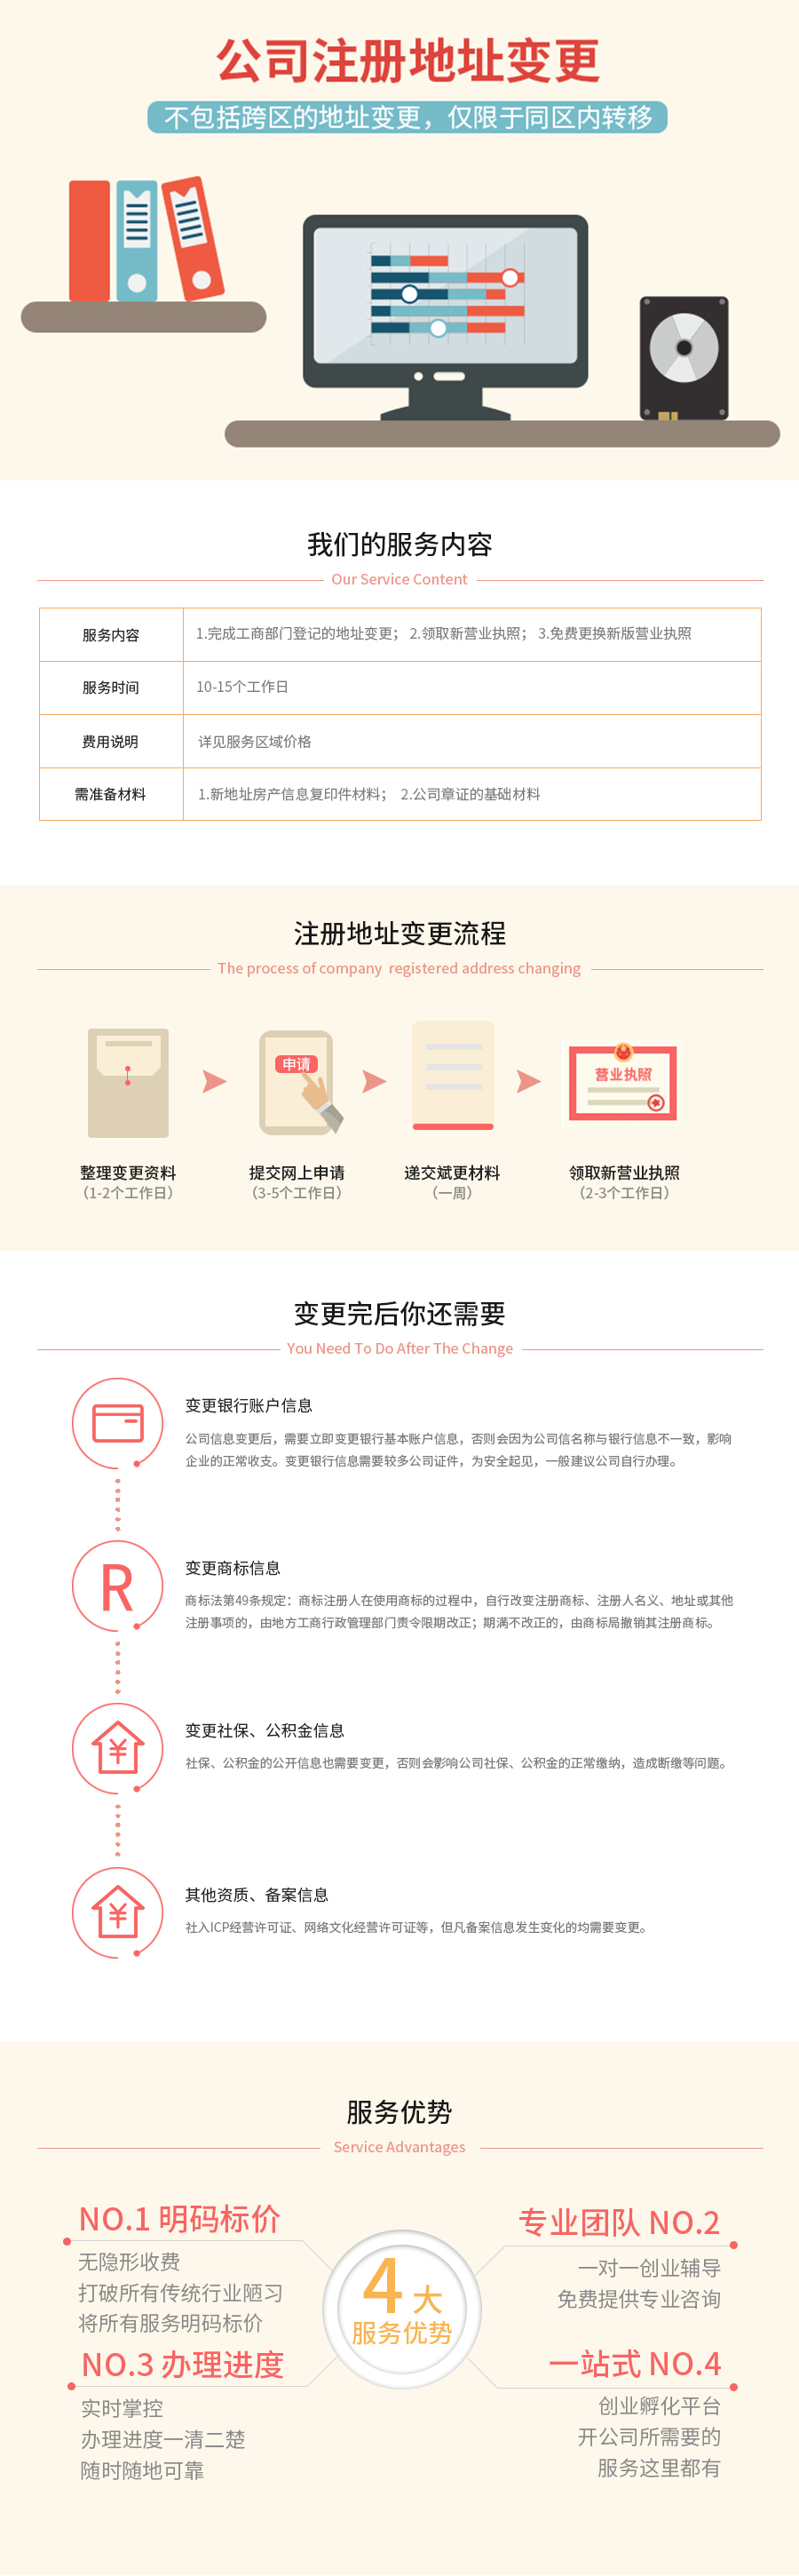 公司注册地址变更
不包括跨区的地址变更，仅限于同区内转移
我们的服务内容
Our Service Content
服务内容 1.完成工商部门登记的地址变更； 2.领取新营业执照； 3.免费更换新版营业执照
服务时间 10-15个工作日
费用说明 详见服务区域价格
需准备材料 1.新地址房产信息复印件材料； 2.公司章证的基础材料
注册地址变更流程
The process of company registered address changing
申请
营业执照
整理变更资料 提交网上申请 递交斌更材料 领取新营业执照
（1-2个工作日） （3-5个工作日） （一周） （2-3个工作日）
变更完后你还需要
You Need To Do After The Change
变更银行账户信息
公司信息变更后，需要立即变更银行基本账户信息，否则会因为公司信名称与银行信息不一致，影响
企业的正常收支。变更银行信息需要较多公司证件，为安全起见，一般建议公司自行办理。
R
变更商标信息
商标法第49条规定：商标注册人在使用商标的过程中，自行改变注册商标、注册人名义、地址或其他
注册事项的，由地方工商行政管理部门责令限期改正；期满不改正的，由商标局撤销其注册商标。
¥
变更社保、公积金信息
社保、公积金的公开信息也需要变更，否则会影响公司社保、公积金的正常缴纳，造成断缴等问题。
¥
其他资质、备案信息
社入ICP经营许可证、网络文化经营许可证等，但凡备案信息发生变化的均需要变更。
服务优势
Service Advantages
NO.1 明码标价
无隐形收费
打破所有传统行业陋习
将所有服务明码标价
专业团队 NO.2
一对一创业辅导
免费提供专业咨询
4 大
服务优势
NO.3 办理进度
实时掌控
办理进度一清二楚
随时随地可靠
一站式 NO.4
创业孵化平台
开公司所需要的
服务这里都有